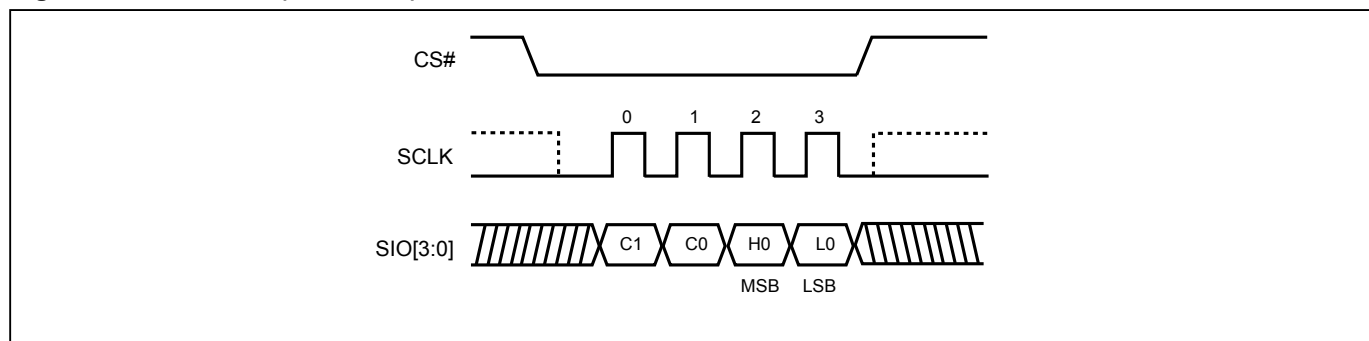 CS#
0 1 2 3
SCLK
SIO[3:0] C1 C0 H0 L0
MSB LSB